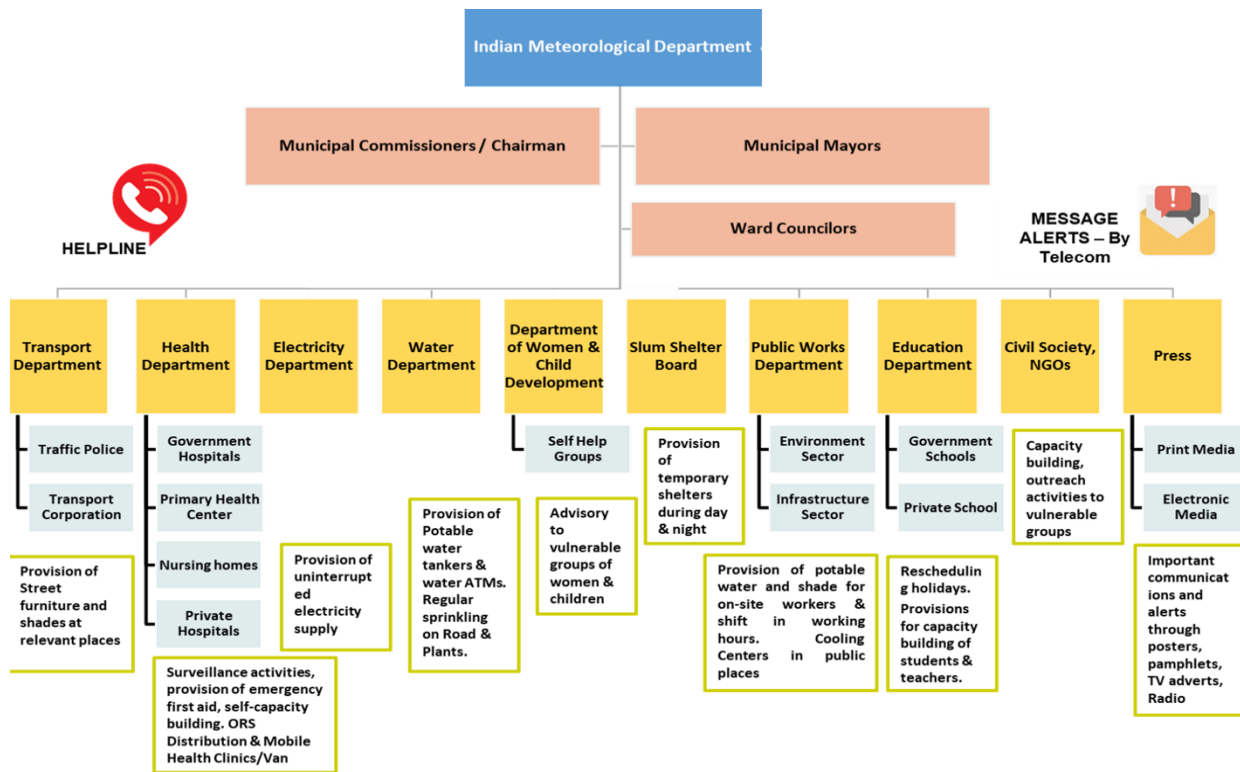 Indian Meteorological Department
Municipal Commissioners / Chairman
Municipal Mayors
HELPLINE
Ward Councilors
MESSAGE
ALERTS – By
Telecom
Transport
Department
Health
Department
Electricity
Department
Water
Department
Department
of Women &
Child
Development
Slum Shelter
Board
Public Works
Department
Education
Department
Civil Society,
NGOs
Press
Traffic Police
Transport
Corporation
Provision of
Street
furniture and
shades at
relevant places
Government
Hospitals
Primary Health
Center
Nursing homes
Private
Hospitals
Surveillance activities,
provision of emergency
first aid, self-capacity
building. ORS
Distribution & Mobile
Health Clinics/Van
Provision of
uninterrupt
ed
electricity
supply
Provision of
Potable
water
tankers &
water ATMs.
Regular
sprinkling
on Road &
Plants.
Self Help
Groups
Advisory
to
vulnerable
groups of
women &
children
Provision
of
temporary
shelters
during day
& night
Environment
Sector
Infrastructure
Sector
Provision of potable
water and shade for
on-site workers &
shift in working
hours. Cooling
Centers in public
places
Government
Schools
Private School
Reschedulin
g holidays.
Provisions for
capacity
building of
students &
teachers.
Capacity
building,
outreach
activities to
vulnerable
groups
Print Media
Electronic
Media
Important
communicat
ions and
alerts
through
posters,
pamphlets,
TV adverts,
Radio